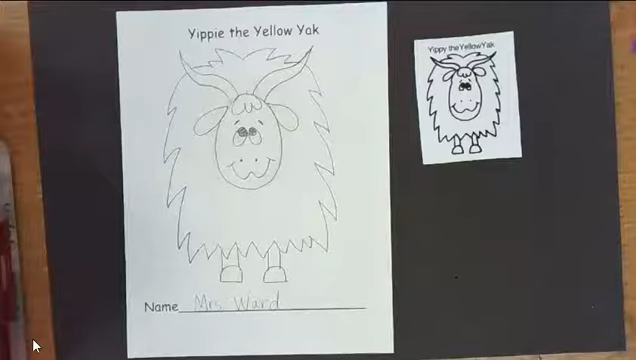 Yippie the Yellow Yak
Yippy the Yellow Yak
Name Mrs. Ward